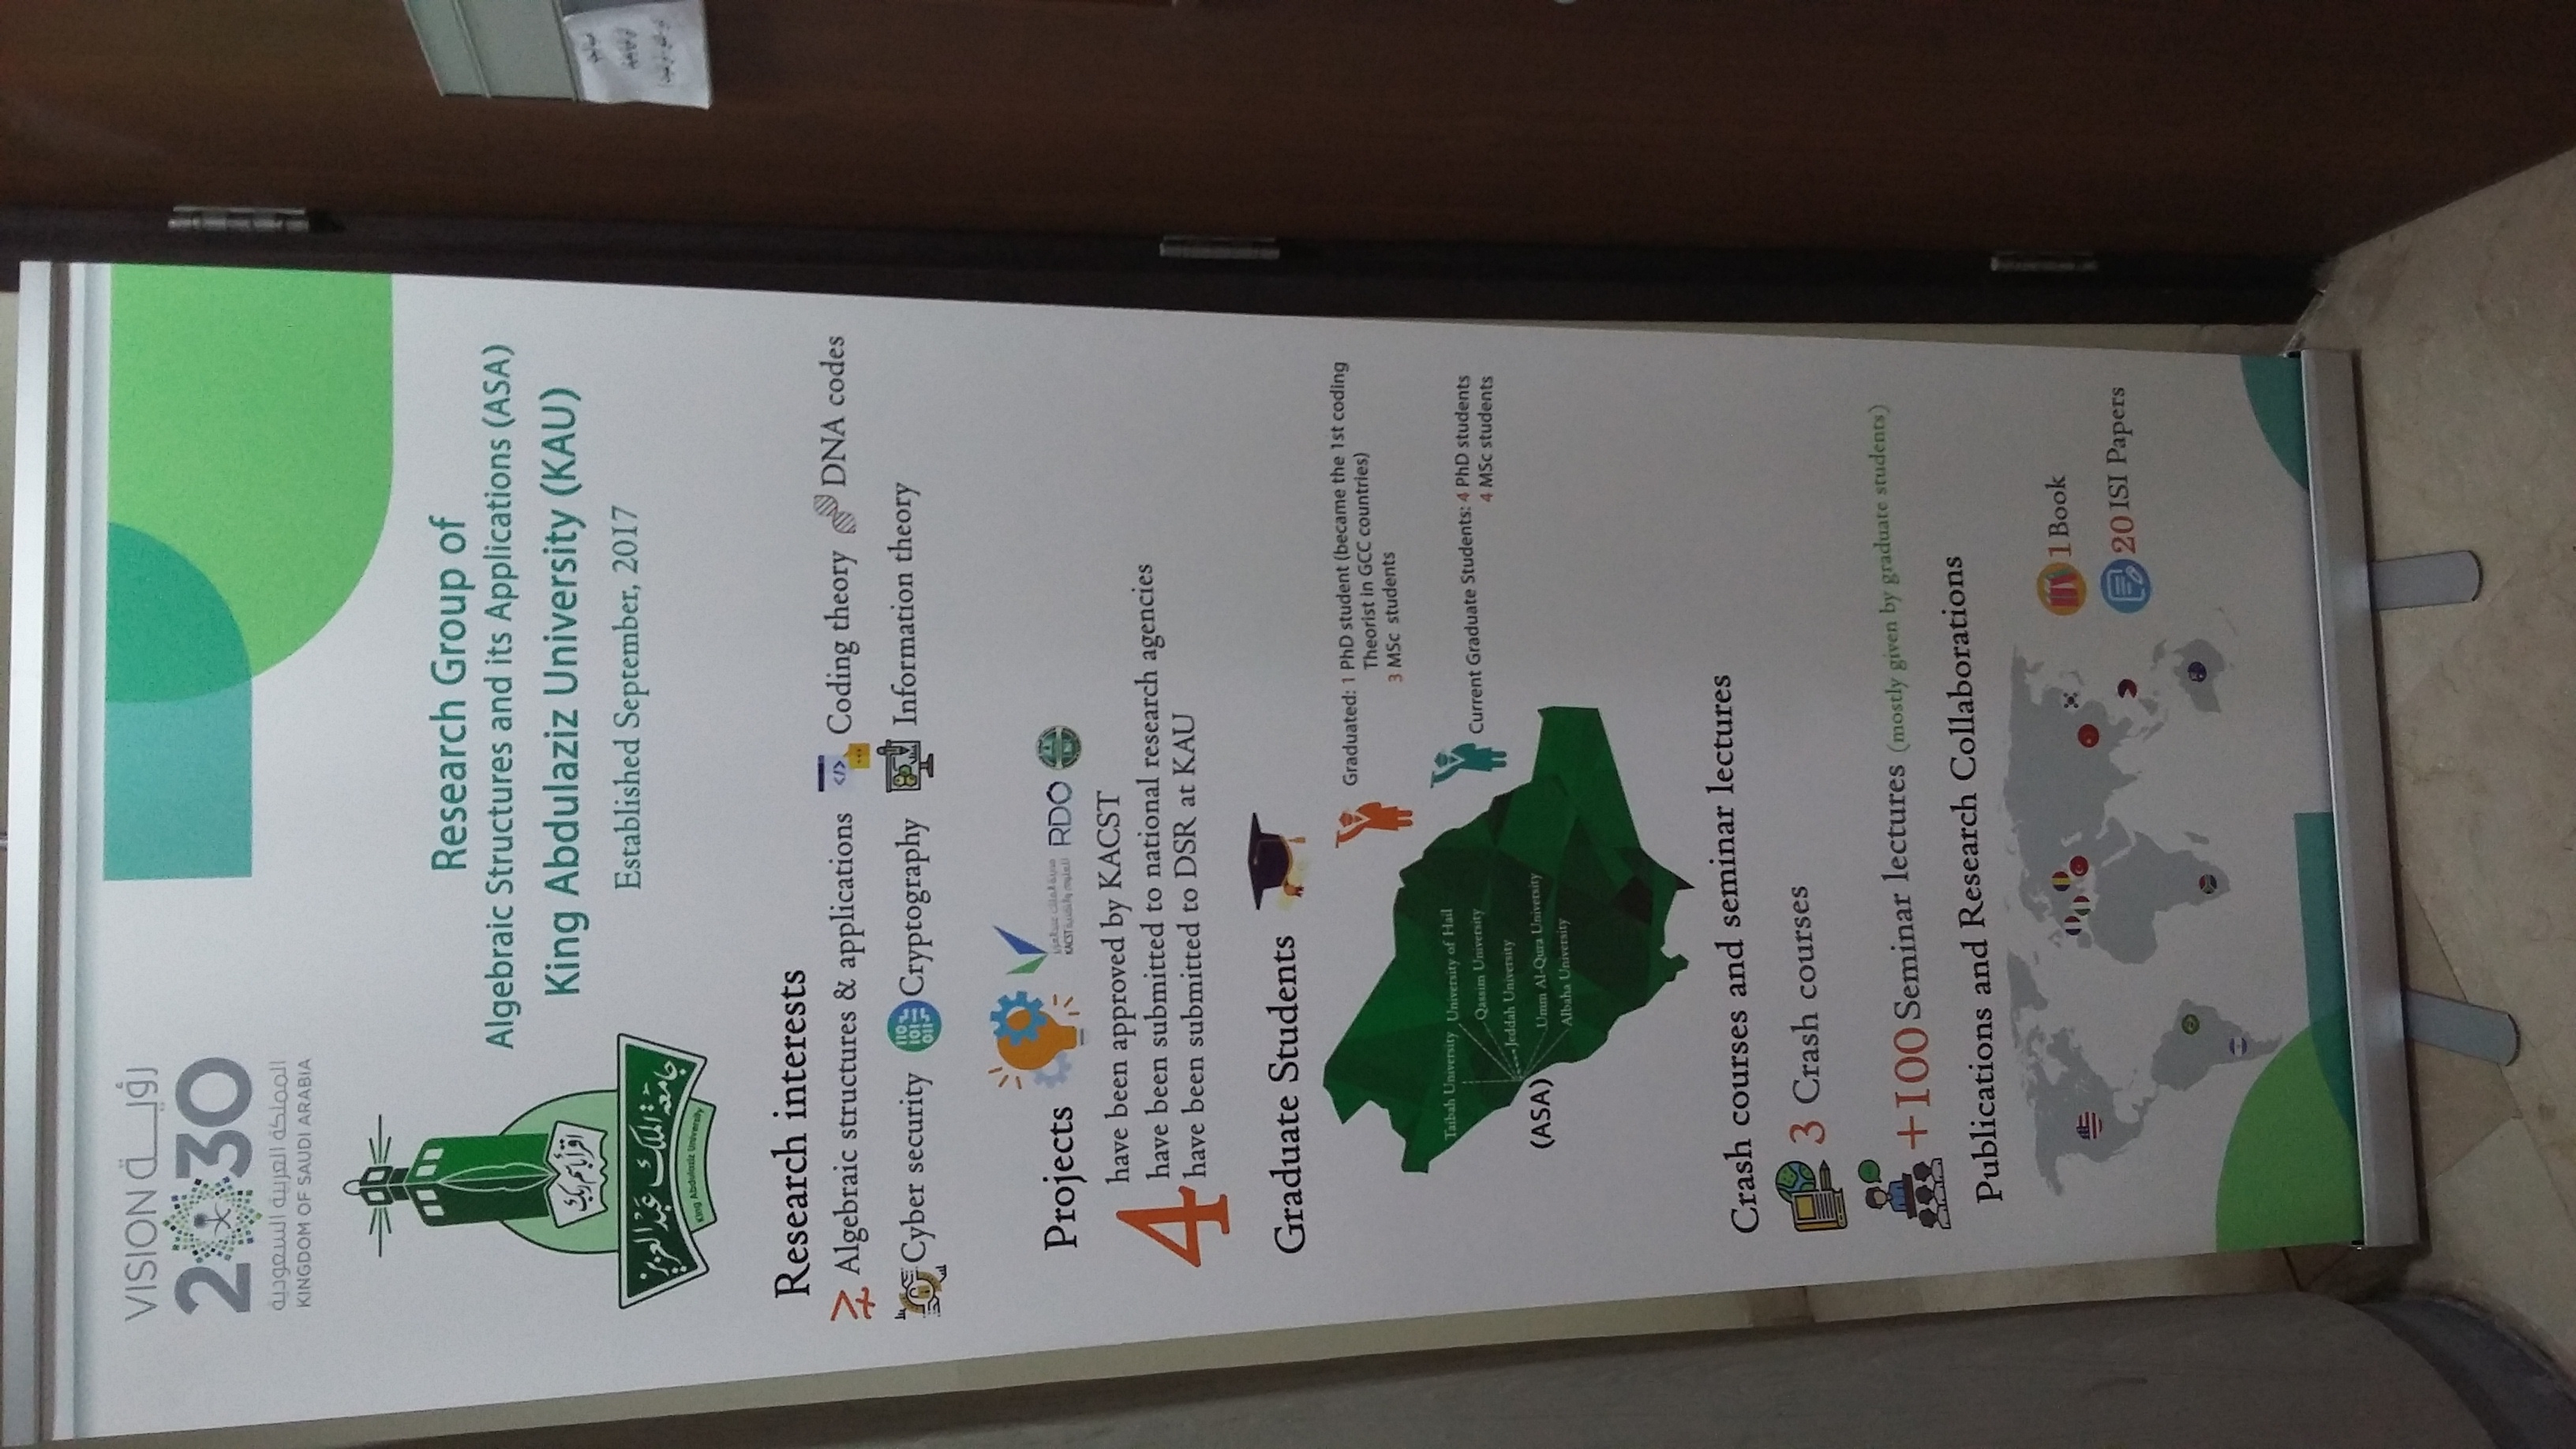 VISION رؤيـــة
2030
المملكة العربية السعودية
KINGDOM OF SAUDI ARABIA
اقرأ باسم ربك
جامعة الملك عبدالعزيز
King Abdulaziz University
Research Group of
Algebraic Structures and its Applications (ASA)
King Abdulaziz University (KAU)
Established September, 2017
Research interests
Algebraic structures & applications </> Coding theory DNA codes
Cyber security 110 101 011 Cryptography Information theory
Projects
مدينة الملك عبدالعزيز
للعلوم والتقنية KACST
RDO
4 have been approved by KACST
have been submitted to national research agencies
have been submitted to DSR at KAU
Graduate Students
Graduated: 1 PhD student (became the 1st coding
Theorist in GCC countries)
3 MSc students
Current Graduate Students: 4 PhD students
4 MSc students
Taibah University University of Hail
Qassim University
Jeddah University
Umm Al-Qura University
Albaha University
(ASA)
Crash courses and seminar lectures
3 Crash courses
+100 Seminar lectures (mostly given by graduate students)
Publications and Research Collaborations
1 Book
20 ISI Papers